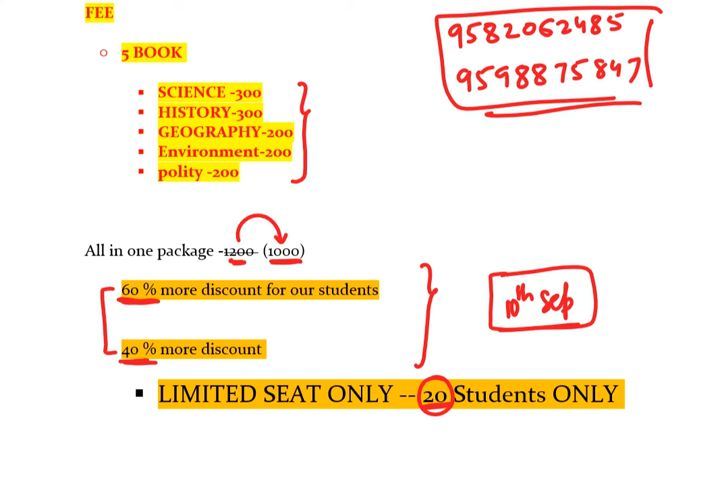 FEE
9582062485
9598875847
5 BOOK
SCIENCE -300
HISTORY-300
GEOGRAPHY-200
Environment-200
polity -200
All in one package -1200 (1000)
60 % more discount for our students
10th Sep
40 % more discount
LIMITED SEAT ONLY -- 20 Students ONLY